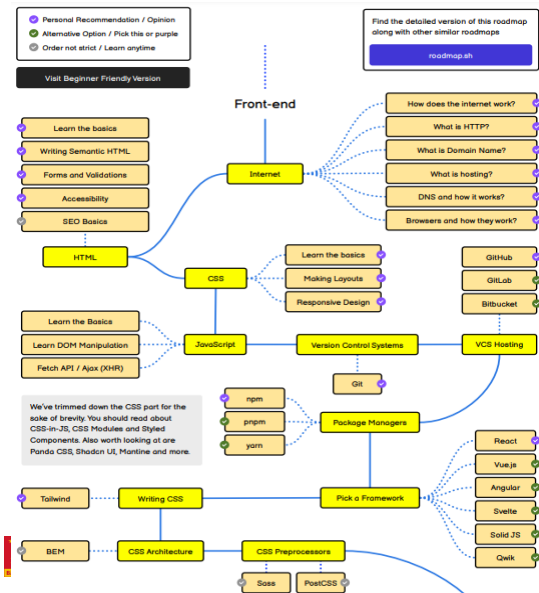 Personal Recommendation / Opinion
Alternative Option / Pick this or purple
Order not strict / Learn anytime
Find the detailed version of this roadmap
along with other similar roadmaps
roadmap.sh
Visit Beginner Friendly Version
Front-end
How does the internet work?
What is HTTP?
What is Domain Name?
What is hosting?
DNS and how it works?
Browsers and how they work?
Internet
Learn the basics
Writing Semantic HTML
Forms and Validations
Accessibility
SEO Basics
HTML
CSS
Learn the basics
Making Layouts
Responsive Design
GitHub
GitLab
Bitbucket
Learn the Basics
Learn DOM Manipulation
Fetch API / Ajax (XHR)
JavaScript
Version Control Systems
VCS Hosting
Git
We've trimmed down the CSS part for the
sake of brevity. You should read about
CSS-in-JS, CSS Modules and Styled
Components. Also worth looking at are
Panda CSS, Shadcn UI, Mantine and more.
npm
pnpm
yarn
Package Managers
React
Vue.js
Angular
Svelte
Solid JS
Qwik
Tailwind
Writing CSS
Pick a Framework
BEM
CSS Architecture
CSS Preprocessors
Sass
PostCSS